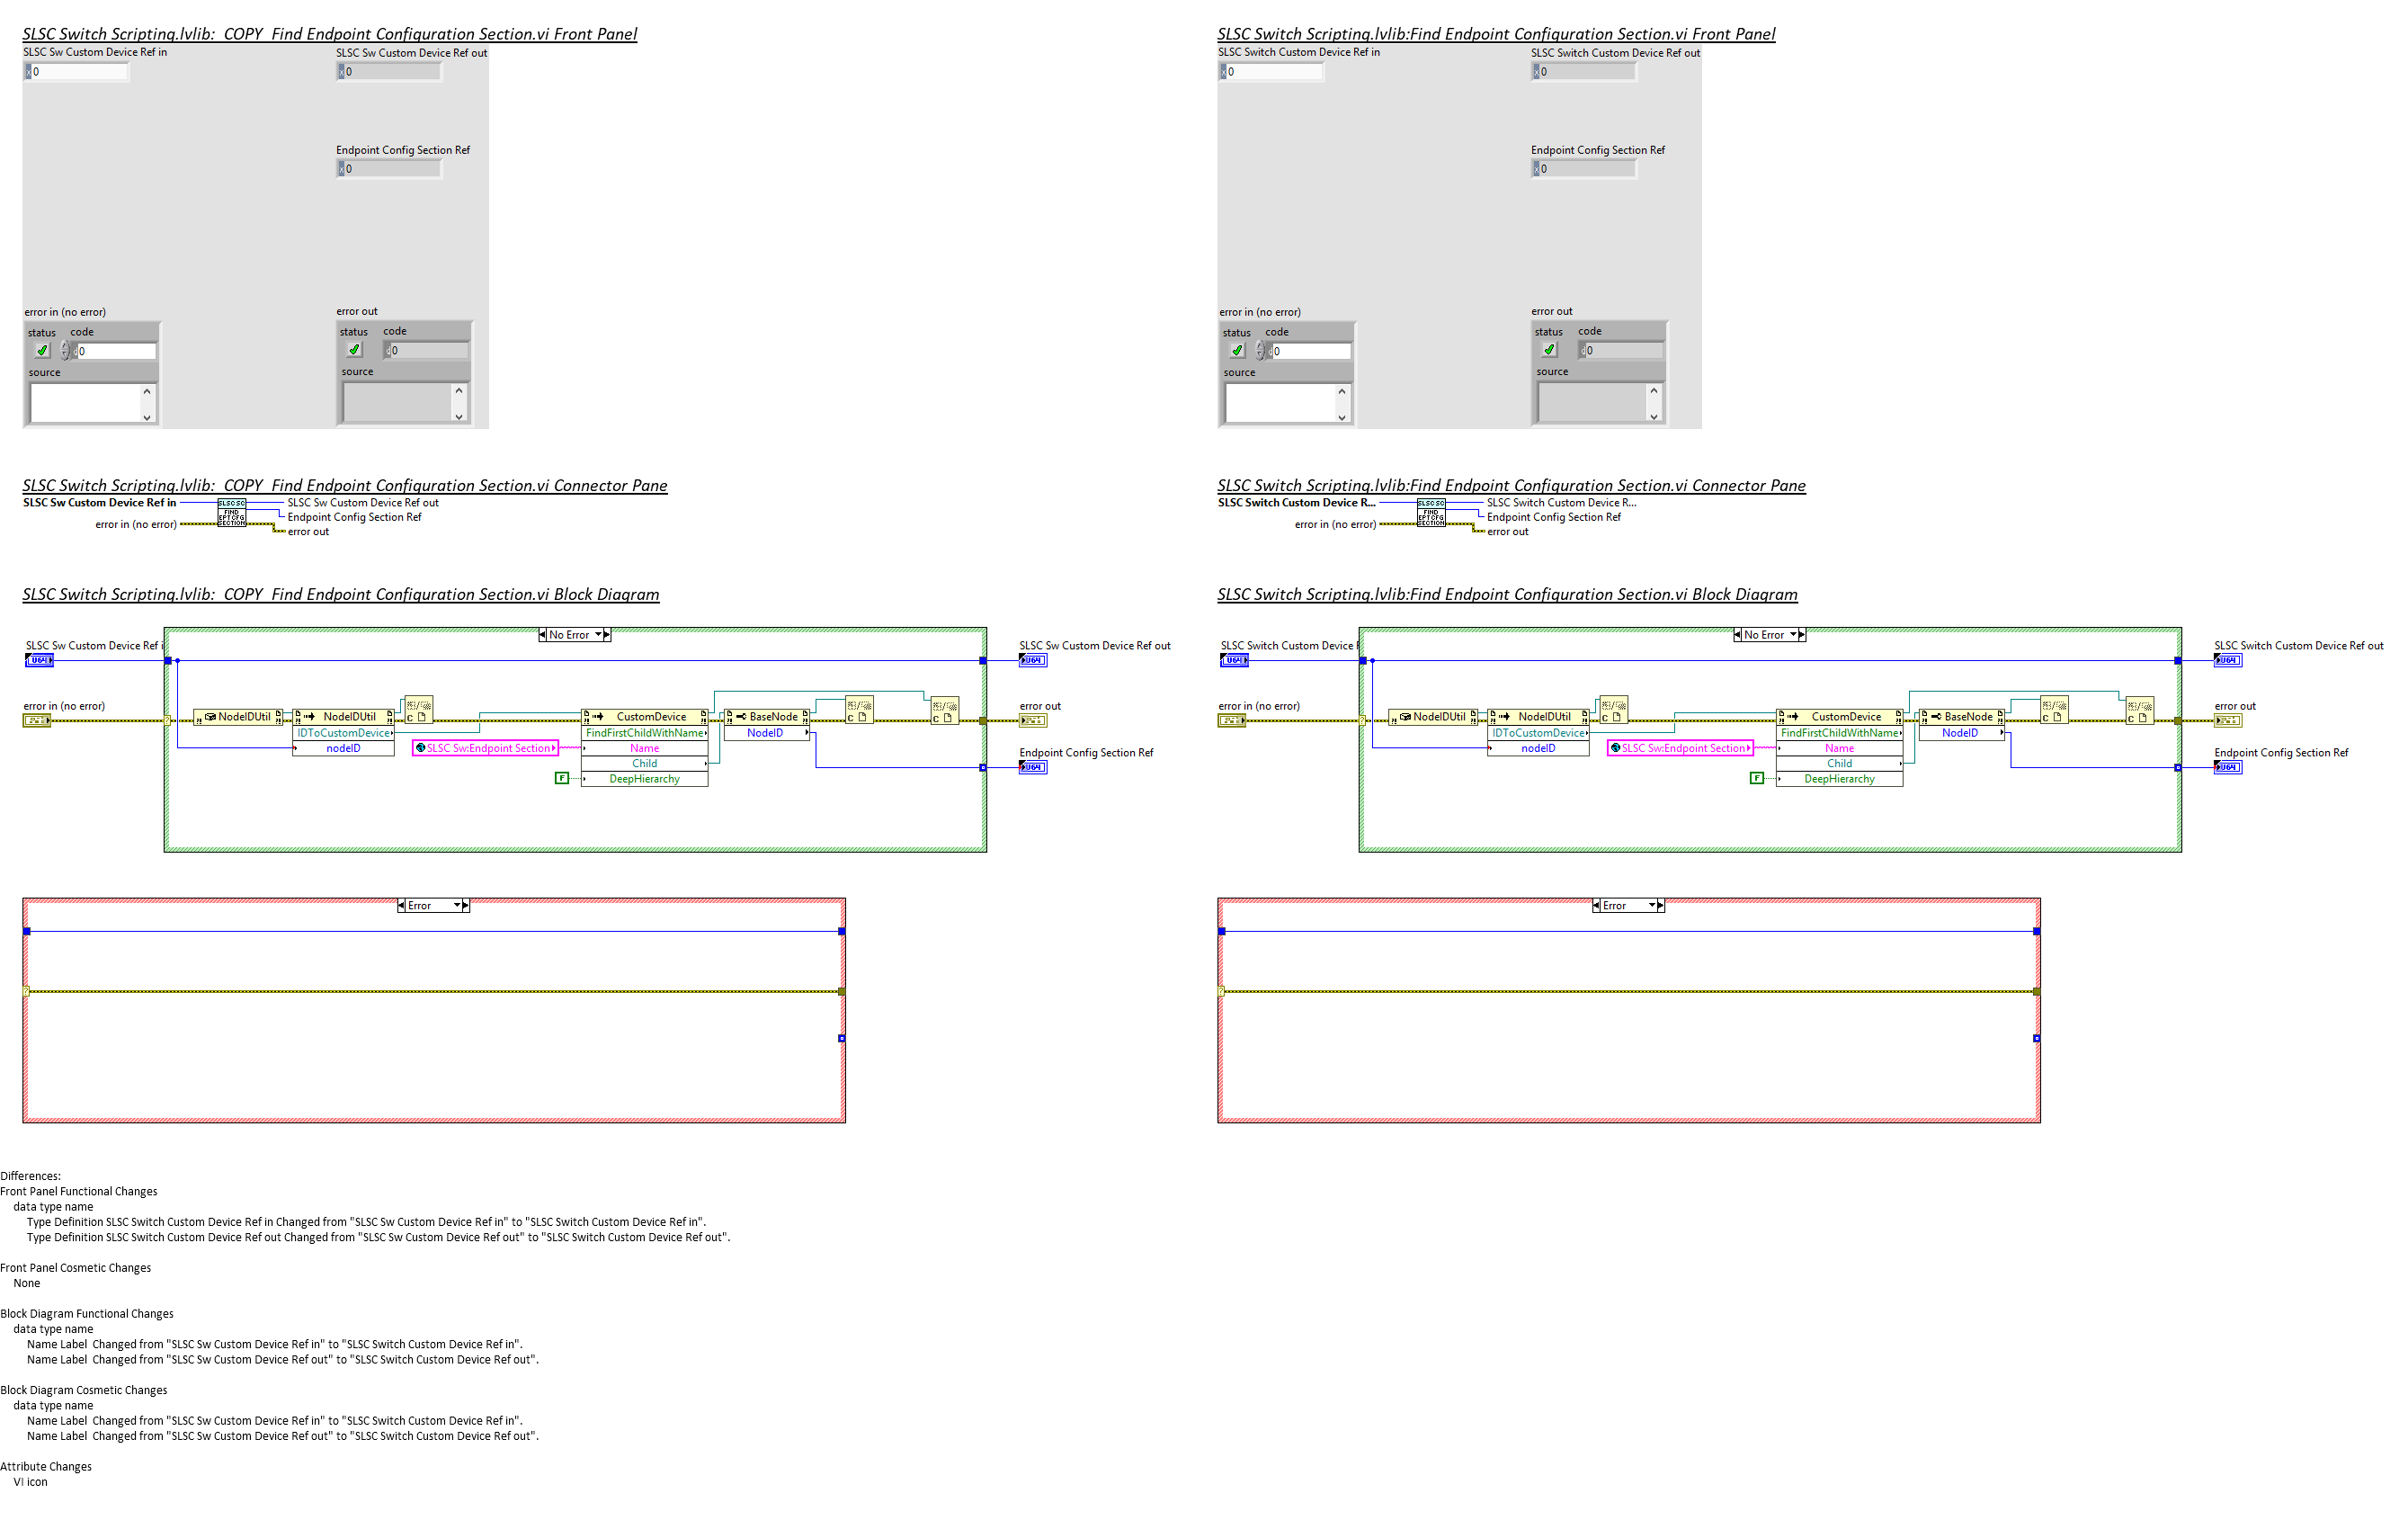 SLSC Switch Scripting.lvlib:  COPY  Find Endpoint Configuration Section.vi Front Panel
SLSC Sw Custom Device Ref in
SLSC Sw Custom Device Ref out
x 0
x 0
Endpoint Config Section Ref
x 0
error in (no error)
error out
status code
status code
d 0
d 0
source
source
SLSC Switch Scripting.lvlib:Find Endpoint Configuration Section.vi Front Panel
SLSC Switch Custom Device Ref in
SLSC Switch Custom Device Ref out
x 0
x 0
Endpoint Config Section Ref
x 0
error in (no error)
error out
status code
status code
d 0
d 0
source
source
SLSC Switch Scripting.lvlib:  COPY  Find Endpoint Configuration Section.vi Connector Pane
SLSC Sw Custom Device Ref in
SLSC SC
FIND
EPT CFG
SECTION
SLSC Sw Custom Device Ref out
Endpoint Config Section Ref
error in (no error)
error out
SLSC Switch Scripting.lvlib:Find Endpoint Configuration Section.vi Connector Pane
SLSC Switch Custom Device R...
SLSC SC
FIND
EPT CFG
SECTION
SLSC Switch Custom Device R...
Endpoint Config Section Ref
error in (no error)
error out
SLSC Switch Scripting.lvlib:  COPY  Find Endpoint Configuration Section.vi Block Diagram
No Error
SLSC Sw Custom Device Ref i
U64
SLSC Sw Custom Device Ref out
U64
error in (no error)
error out
NodeIDUtil
NodeIDUtil
IDToCustomDevice
nodeID
C
SLSC Sw:Endpoint Section
F
CustomDevice
FindFirstChildWithName
Name
Child
DeepHierarchy
BaseNode
NodeID
C
C
Endpoint Config Section Ref
U64
Error
SLSC Switch Scripting.lvlib:Find Endpoint Configuration Section.vi Block Diagram
No Error
SLSC Switch Custom Device
U64
SLSC Switch Custom Device Ref out
U64
error in (no error)
error out
NodeIDUtil
NodeIDUtil
IDToCustomDevice
nodeID
C
SLSC Sw:Endpoint Section
F
CustomDevice
FindFirstChildWithName
Name
Child
DeepHierarchy
BaseNode
NodeID
C
C
Endpoint Config Section Ref
U64
Error
Differences:
Front Panel Functional Changes
data type name
Type Definition SLSC Switch Custom Device Ref in Changed from "SLSC Sw Custom Device Ref in" to "SLSC Switch Custom Device Ref in".
Type Definition SLSC Switch Custom Device Ref out Changed from "SLSC Sw Custom Device Ref out" to "SLSC Switch Custom Device Ref out".
Front Panel Cosmetic Changes
None
Block Diagram Functional Changes
data type name
Name Label  Changed from "SLSC Sw Custom Device Ref in" to "SLSC Switch Custom Device Ref in".
Name Label  Changed from "SLSC Sw Custom Device Ref out" to "SLSC Switch Custom Device Ref out".
Block Diagram Cosmetic Changes
data type name
Name Label  Changed from "SLSC Sw Custom Device Ref in" to "SLSC Switch Custom Device Ref in".
Name Label  Changed from "SLSC Sw Custom Device Ref out" to "SLSC Switch Custom Device Ref out".
Attribute Changes
VI icon